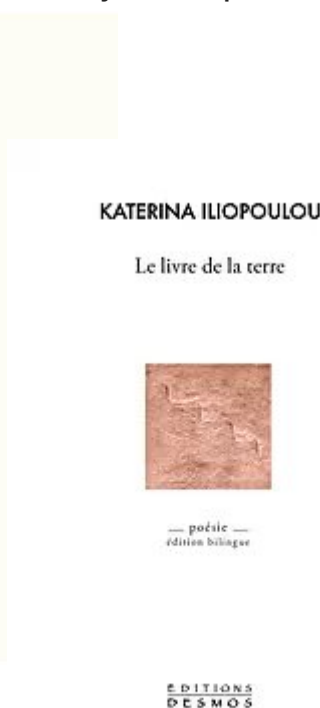 KATERINA ILIOPOULOU
Le livre de la terre
— poésie —
édition bilingue
EDITIONS
DESMOS